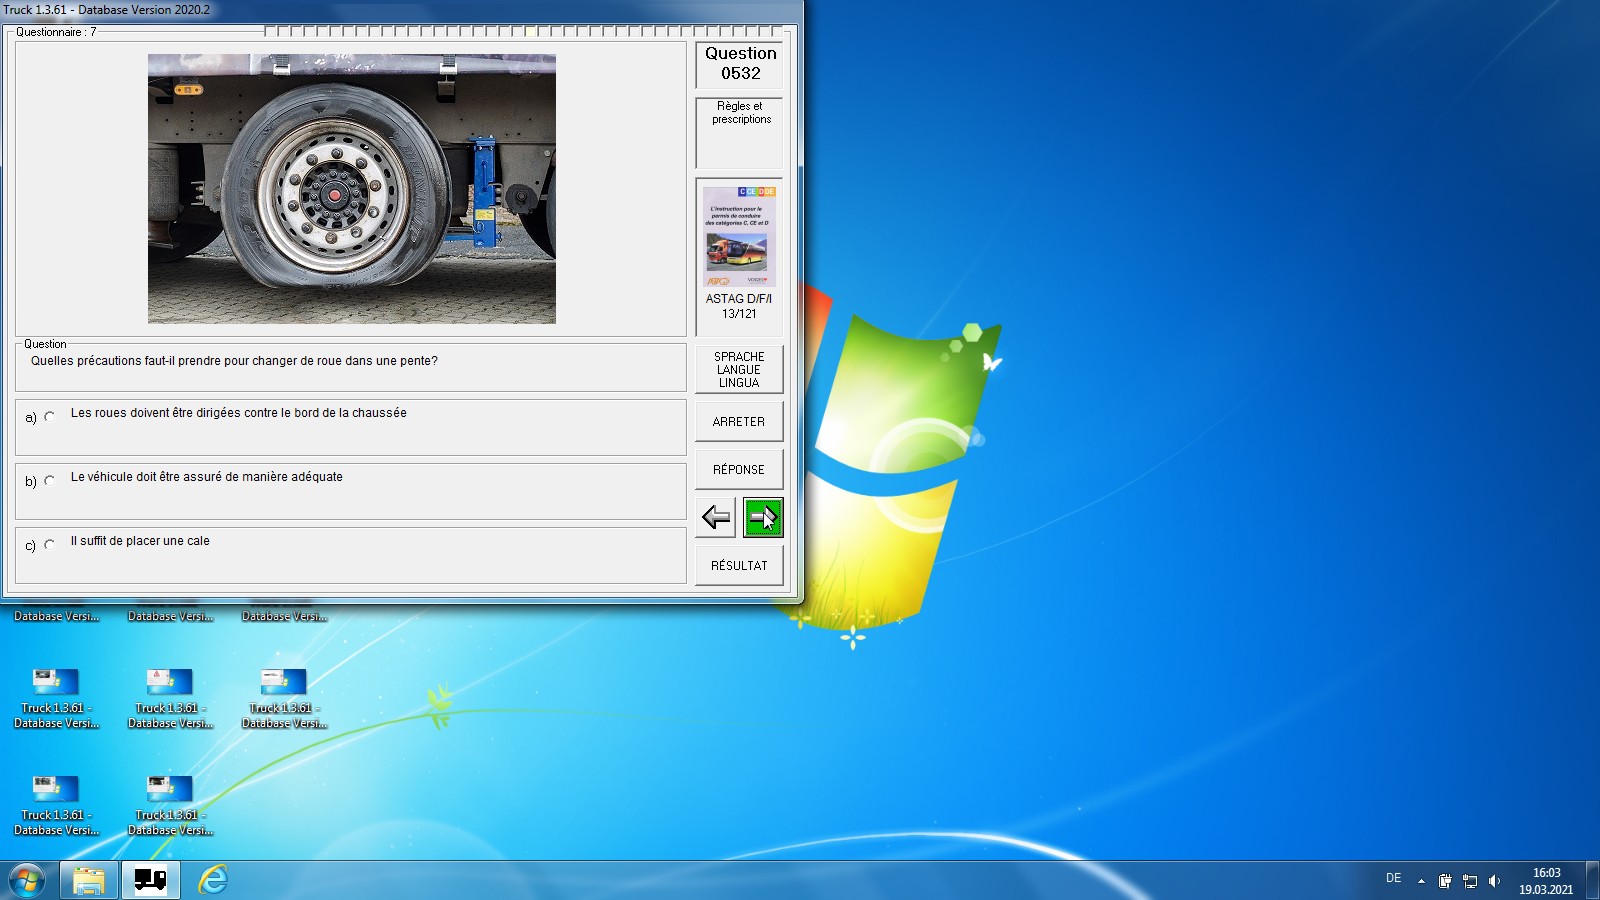 Truck 1.3.61 - Database Version 2020.2
Questionnaire : 7
Question
0532
Règles et
prescriptions
C CE D DE
L'instruction pour le
permis de conduire
des catégories C, CE et D
ASTAG D/F/I
13/121
Question
Quelles précautions faut-il prendre pour changer de roue dans une pente?
SPRACHE
LANGUE
LINGUA
a) Les roues doivent être dirigées contre le bord de la chaussée
ARRETER
b) Le véhicule doit être assuré de manière adéquate
RÉPONSE
c) Il suffit de placer une cale
RÉSULTAT
Database Versi...
Database Versi...
Database Versi...
Truck 1.3.61 -
Database Versi...
Truck 1.3.61 -
Database Versi...
Truck 1.3.61 -
Database Versi...
Truck 1.3.61 -
Database Versi...
Truck 1.3.61 -
Database Versi...
DE
16:03
19.03.2021